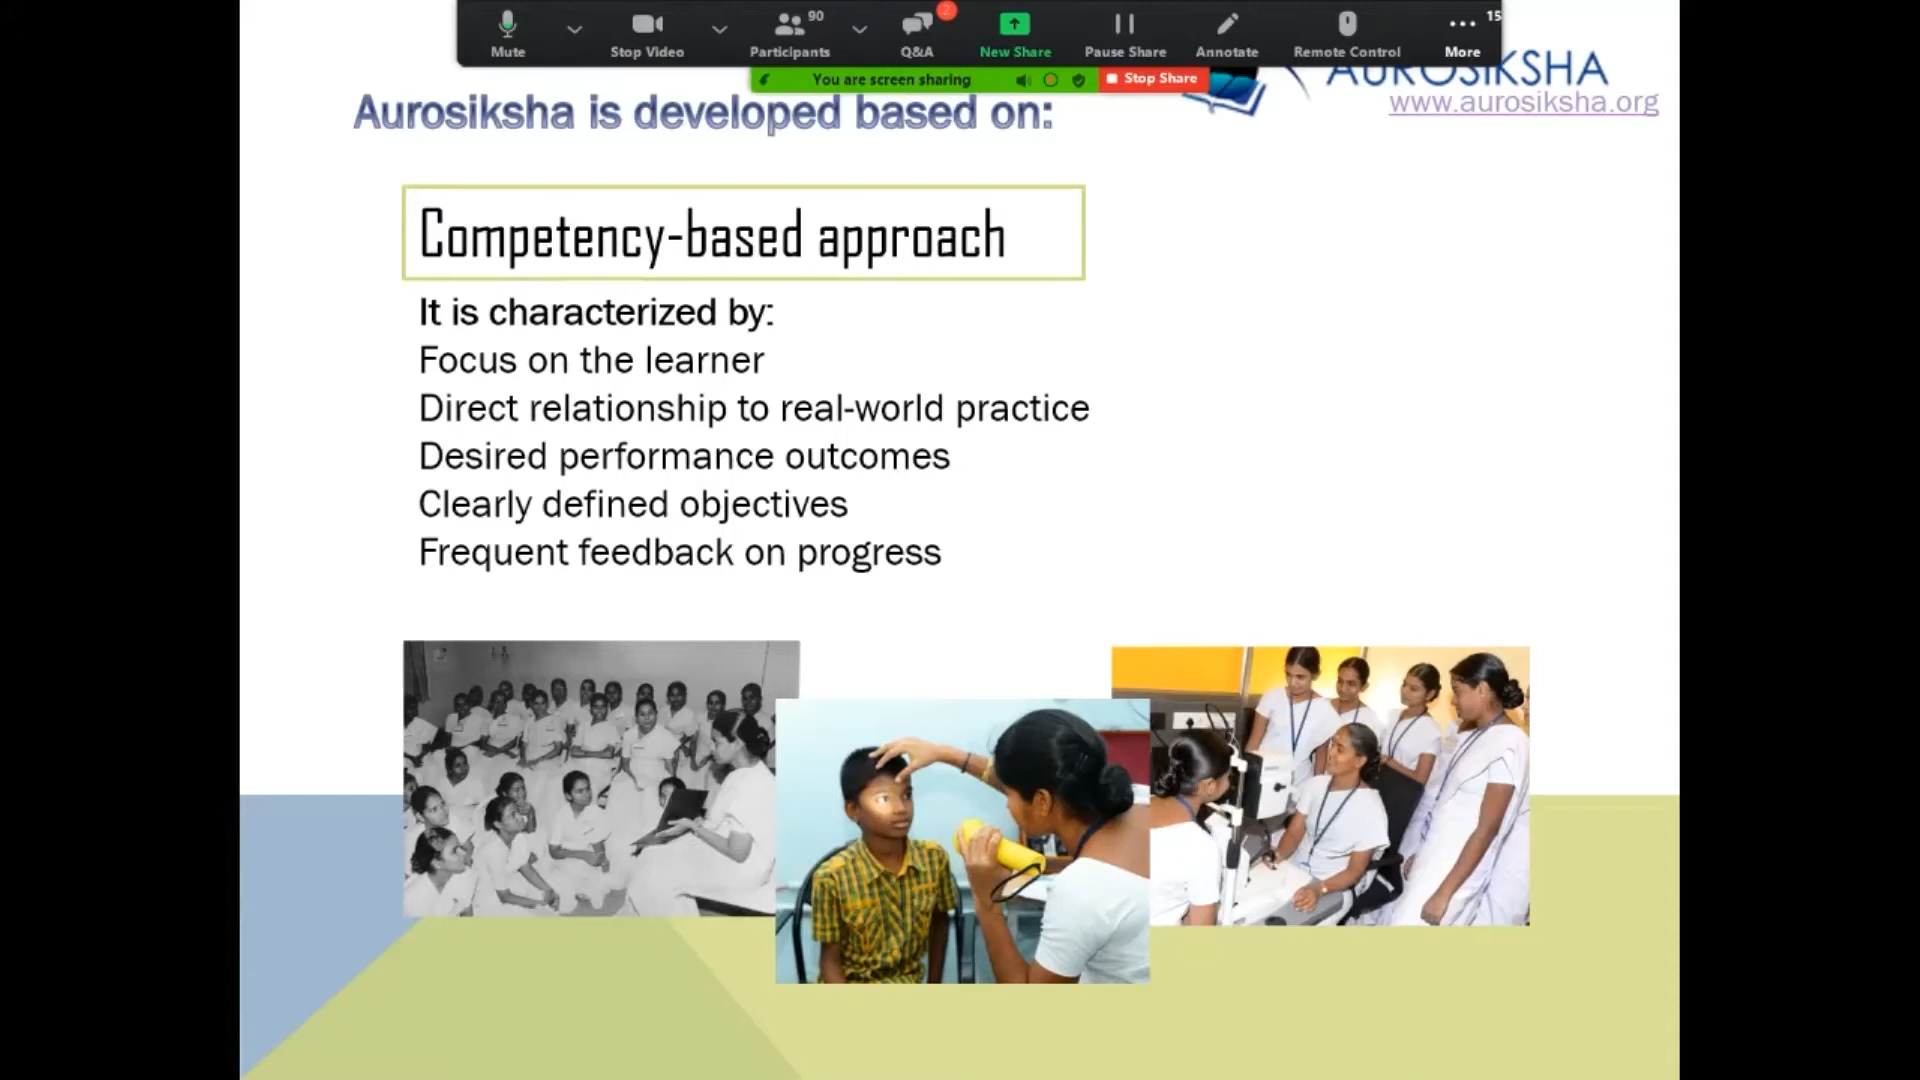 90
2
15
Mute
Stop Video
Participants
Q&A
New Share
Pause Share
Annotate
Remote Control
More
You are screen sharing
Stop Share
AUROSIKSHA
www.aurosiksha.org
Aurosiksha is developed based on:
Competency-based approach
It is characterized by:
Focus on the learner
Direct relationship to real-world practice
Desired performance outcomes
Clearly defined objectives
Frequent feedback on progress